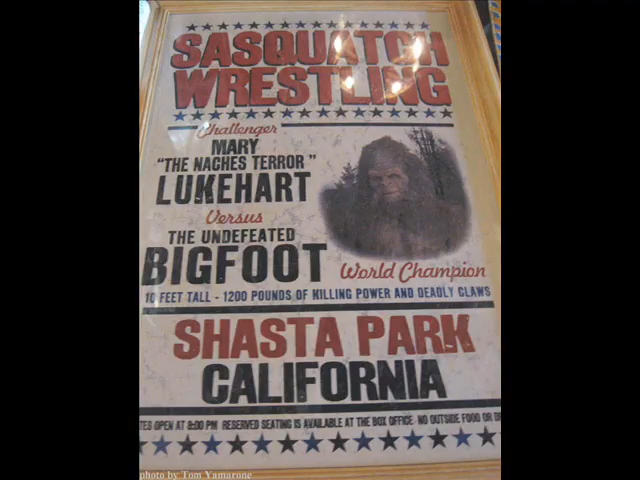 SASQUATCH
WRESTLING
Challenger
MARY
"THE NACHES TERROR"
LUKEHART
Versus
THE UNDEFEATED
BIGFOOT
World Champion
10 FEET TALL - 1200 POUNDS OF KILLING POWER AND DEADLY CLAWS
SHASTA PARK
CALIFORNIA
TES OPEN AT 8:00 PM RESERVED SEATING IS AVAILABLE AT THE BOX OFFICE NO OUTSIDE FOOD OR
photo by Tom Yamarone